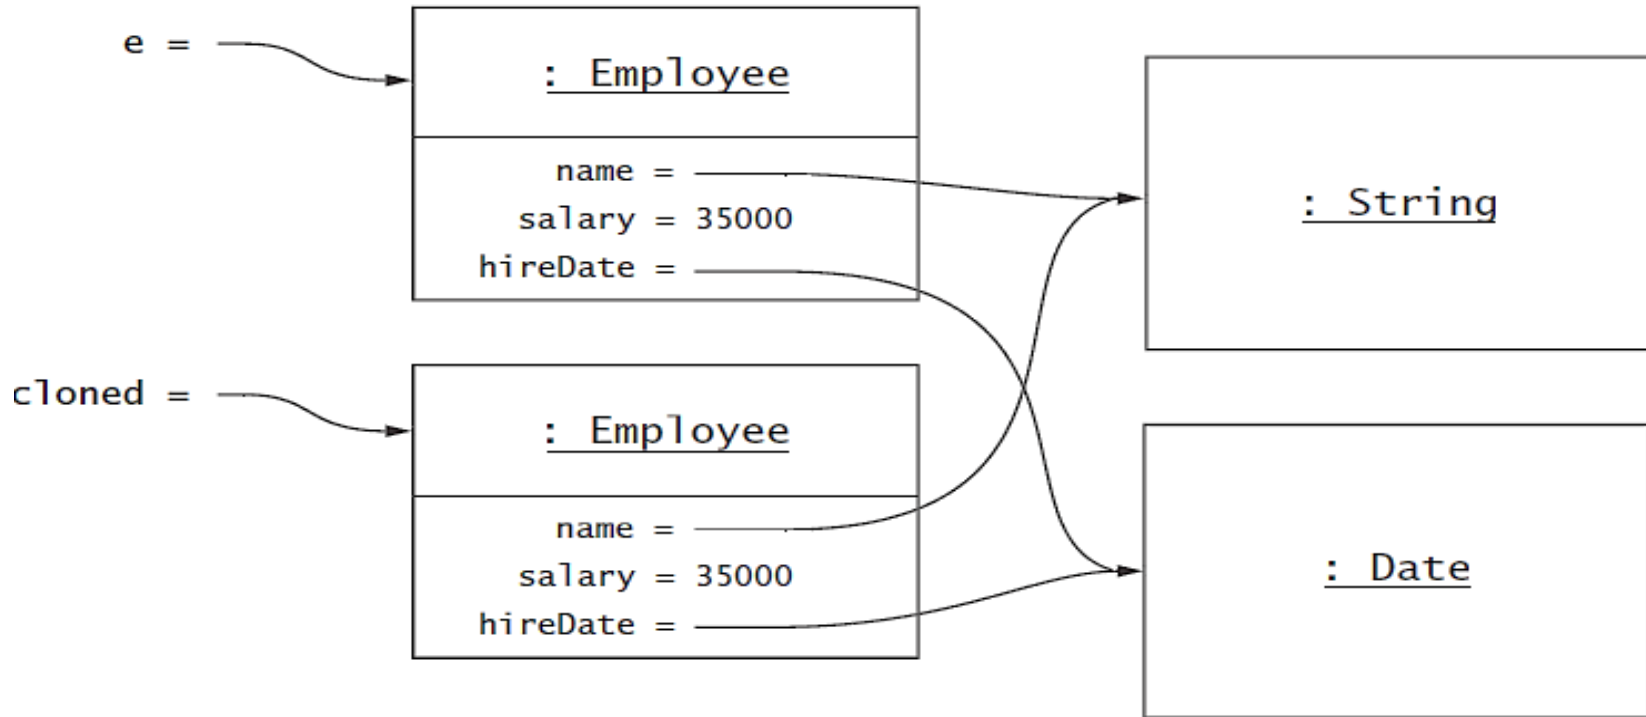 e =
: Employee
name =
salary = 35000
hireDate =
: String
cloned =
: Employee
name =
salary = 35000
hireDate =
: Date